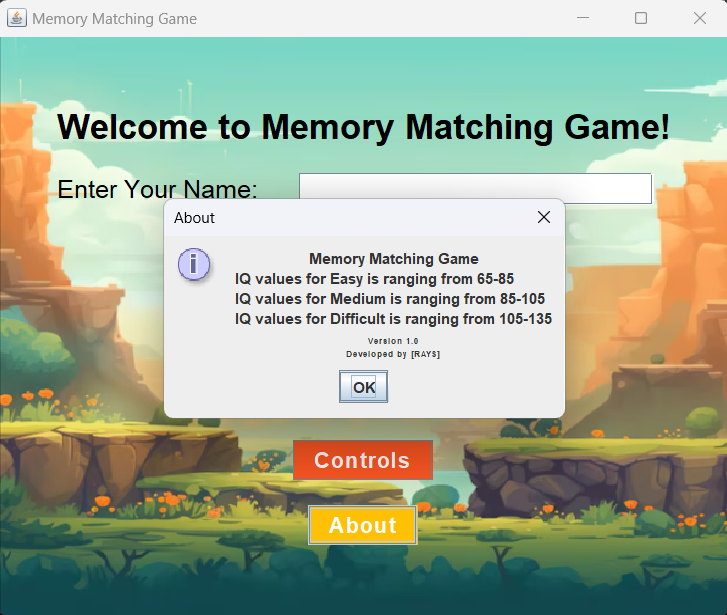 Memory Matching Game
Welcome to Memory Matching Game!
Enter Your Name:
About
Memory Matching Game
IQ values for Easy is ranging from 65-85
IQ values for Medium is ranging from 85-105
IQ values for Difficult is ranging from 105-135
Version 1.0
Developed by [RAYS]
OK
Controls
About